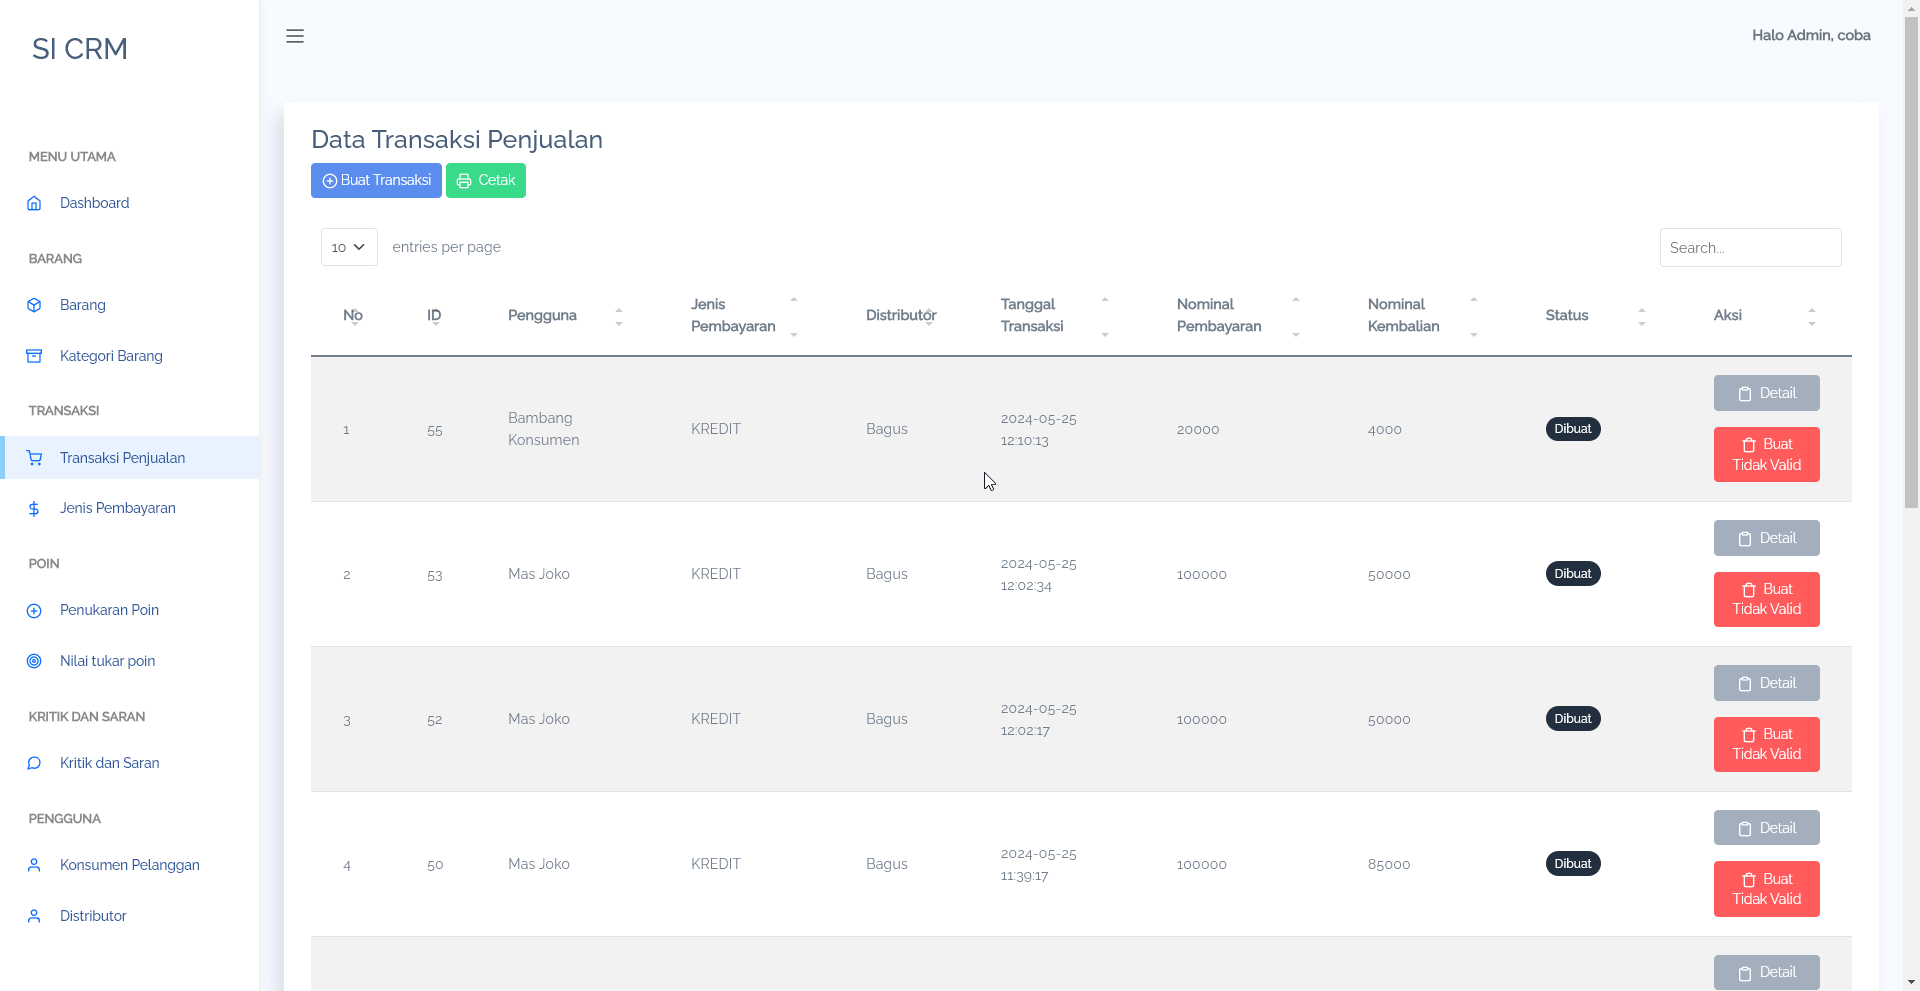 SI CRM
Halo Admin, coba
MENU UTAMA
Dashboard
BARANG
Barang
Kategori Barang
TRANSAKSI
Transaksi Penjualan
Jenis Pembayaran
POIN
Penukaran Poin
Nilai tukar poin
KRITIK DAN SARAN
Kritik dan Saran
PENGGUNA
Konsumen Pelanggan
Distributor
Data Transaksi Penjualan
Buat Transaksi Cetak
10 entries per page Search...
No ID Pengguna Jenis Pembayaran Distributor Tanggal Transaksi Nominal Pembayaran Nominal Kembalian Status Aksi
1 55 Bambang Konsumen KREDIT Bagus 2024-05-25 12:10:13 20000 4000 Dibuat Detail
Buat Tidak Valid
2 53 Mas Joko KREDIT Bagus 2024-05-25 12:02:34 100000 50000 Dibuat Detail
Buat Tidak Valid
3 52 Mas Joko KREDIT Bagus 2024-05-25 12:02:17 100000 50000 Dibuat Detail
Buat Tidak Valid
4 50 Mas Joko KREDIT Bagus 2024-05-25 11:39:17 100000 85000 Dibuat Detail
Buat Tidak Valid
Detail